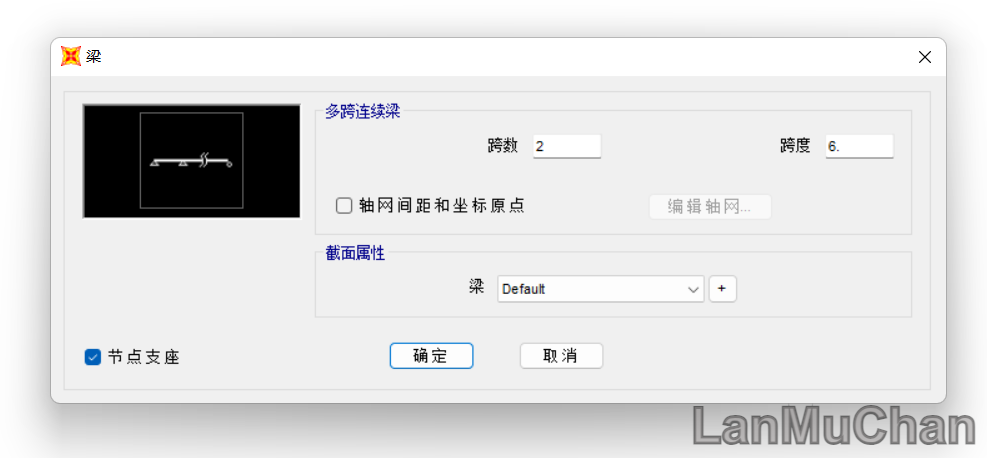 梁
多跨连续梁
跨数 2 跨度 6.
轴网间距和坐标原点 编辑轴网...
截面属性
梁 Default +
节点支座 确定 取消
LanMuChan